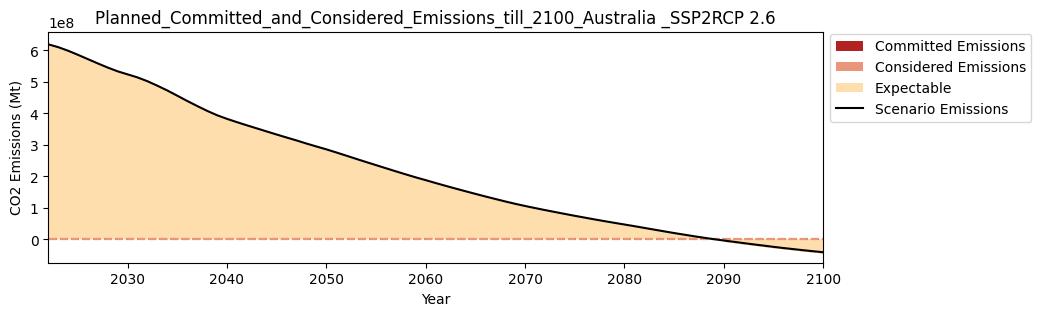 Planned_Committed_and_Considered_Emissions_till_2100_Australia _SSP2RCP 2.6
1e8
6
5
4
3
2
1
0
CO2 Emissions (Mt)
2030 2040 2050 2060 2070 2080 2090 2100
Year
Committed Emissions
Considered Emissions
Expectable
Scenario Emissions